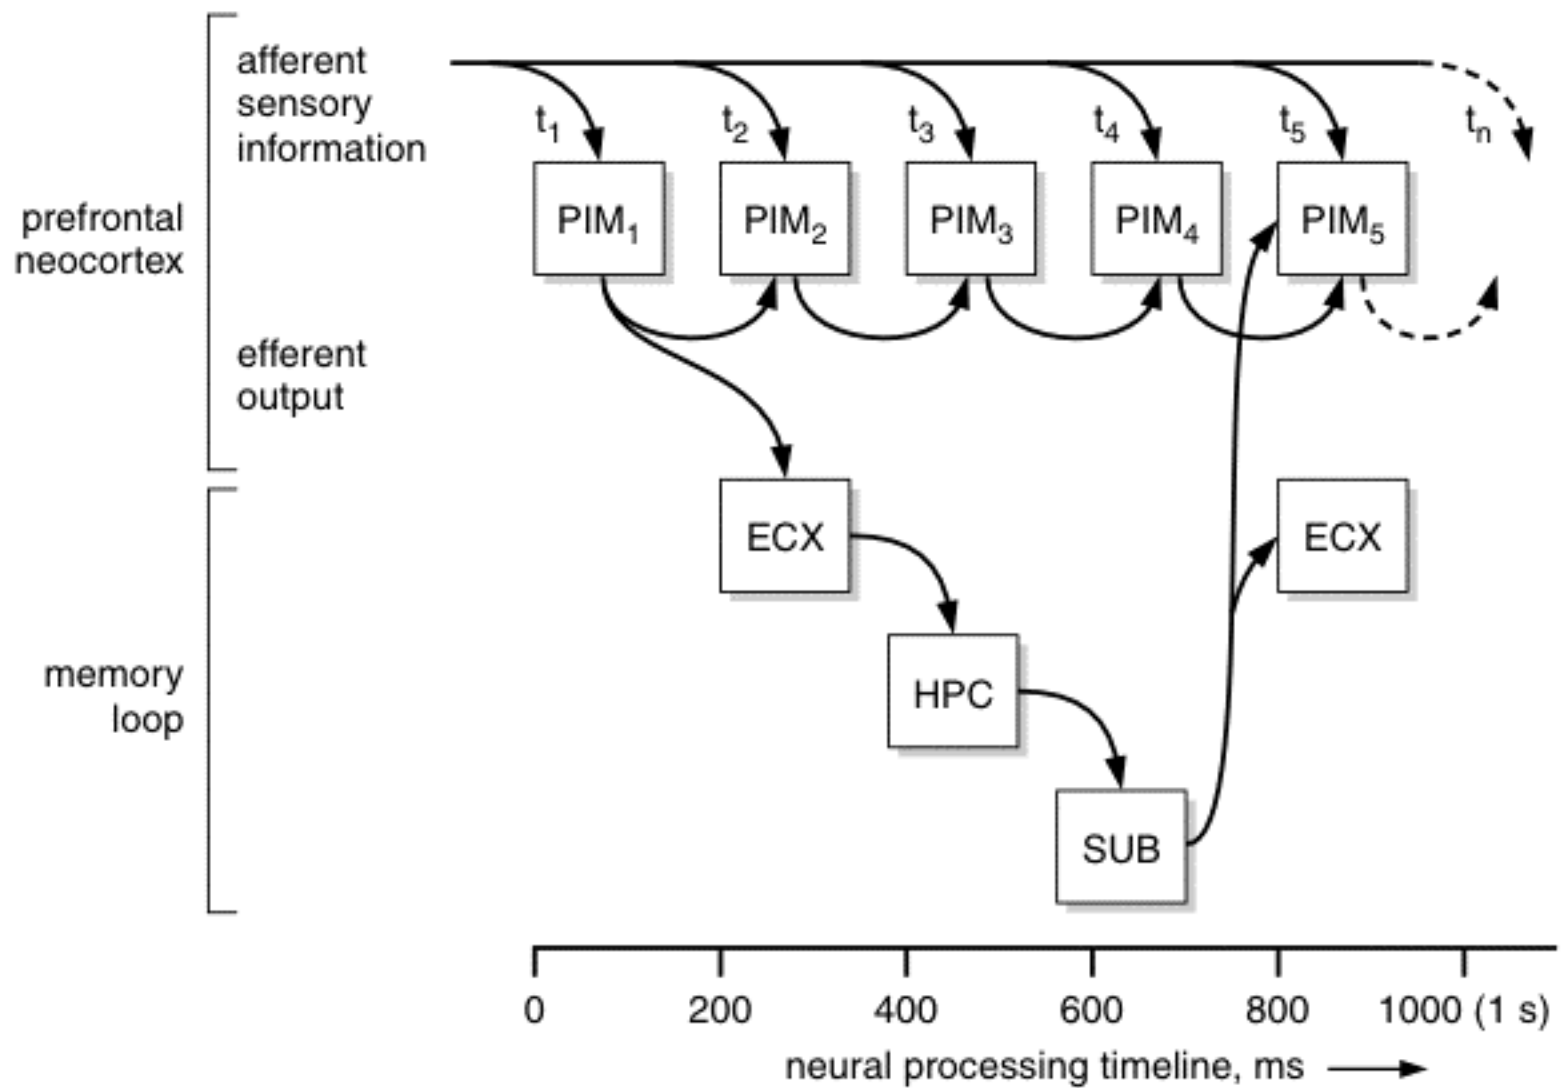 afferent
sensory
information
t1 t2 t3 t4 t5 tn
prefrontal
neocortex
PIM1 PIM2 PIM3 PIM4 PIM5
efferent
output
ECX ECX
memory
loop
HPC
SUB
0 200 400 600 800 1000 (1 s)
neural processing timeline, ms